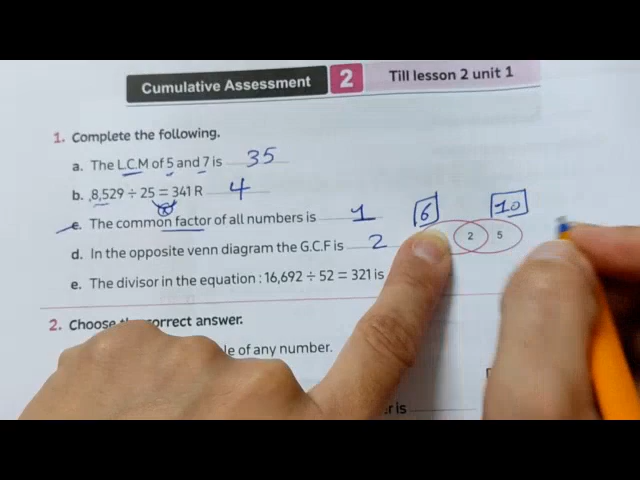 Cumulative Assessment 2 Till lesson 2 unit 1
1. Complete the following.
a. The L.C.M of 5 and 7 is 35
b. 8,529 ÷ 25 = 341 R 4
c. The common factor of all numbers is 1
6 10
d. In the opposite venn diagram the G.C.F is 2
2 5
e. The divisor in the equation : 16,692 ÷ 52 = 321 is
2. Choose the correct answer.
of any number.
is